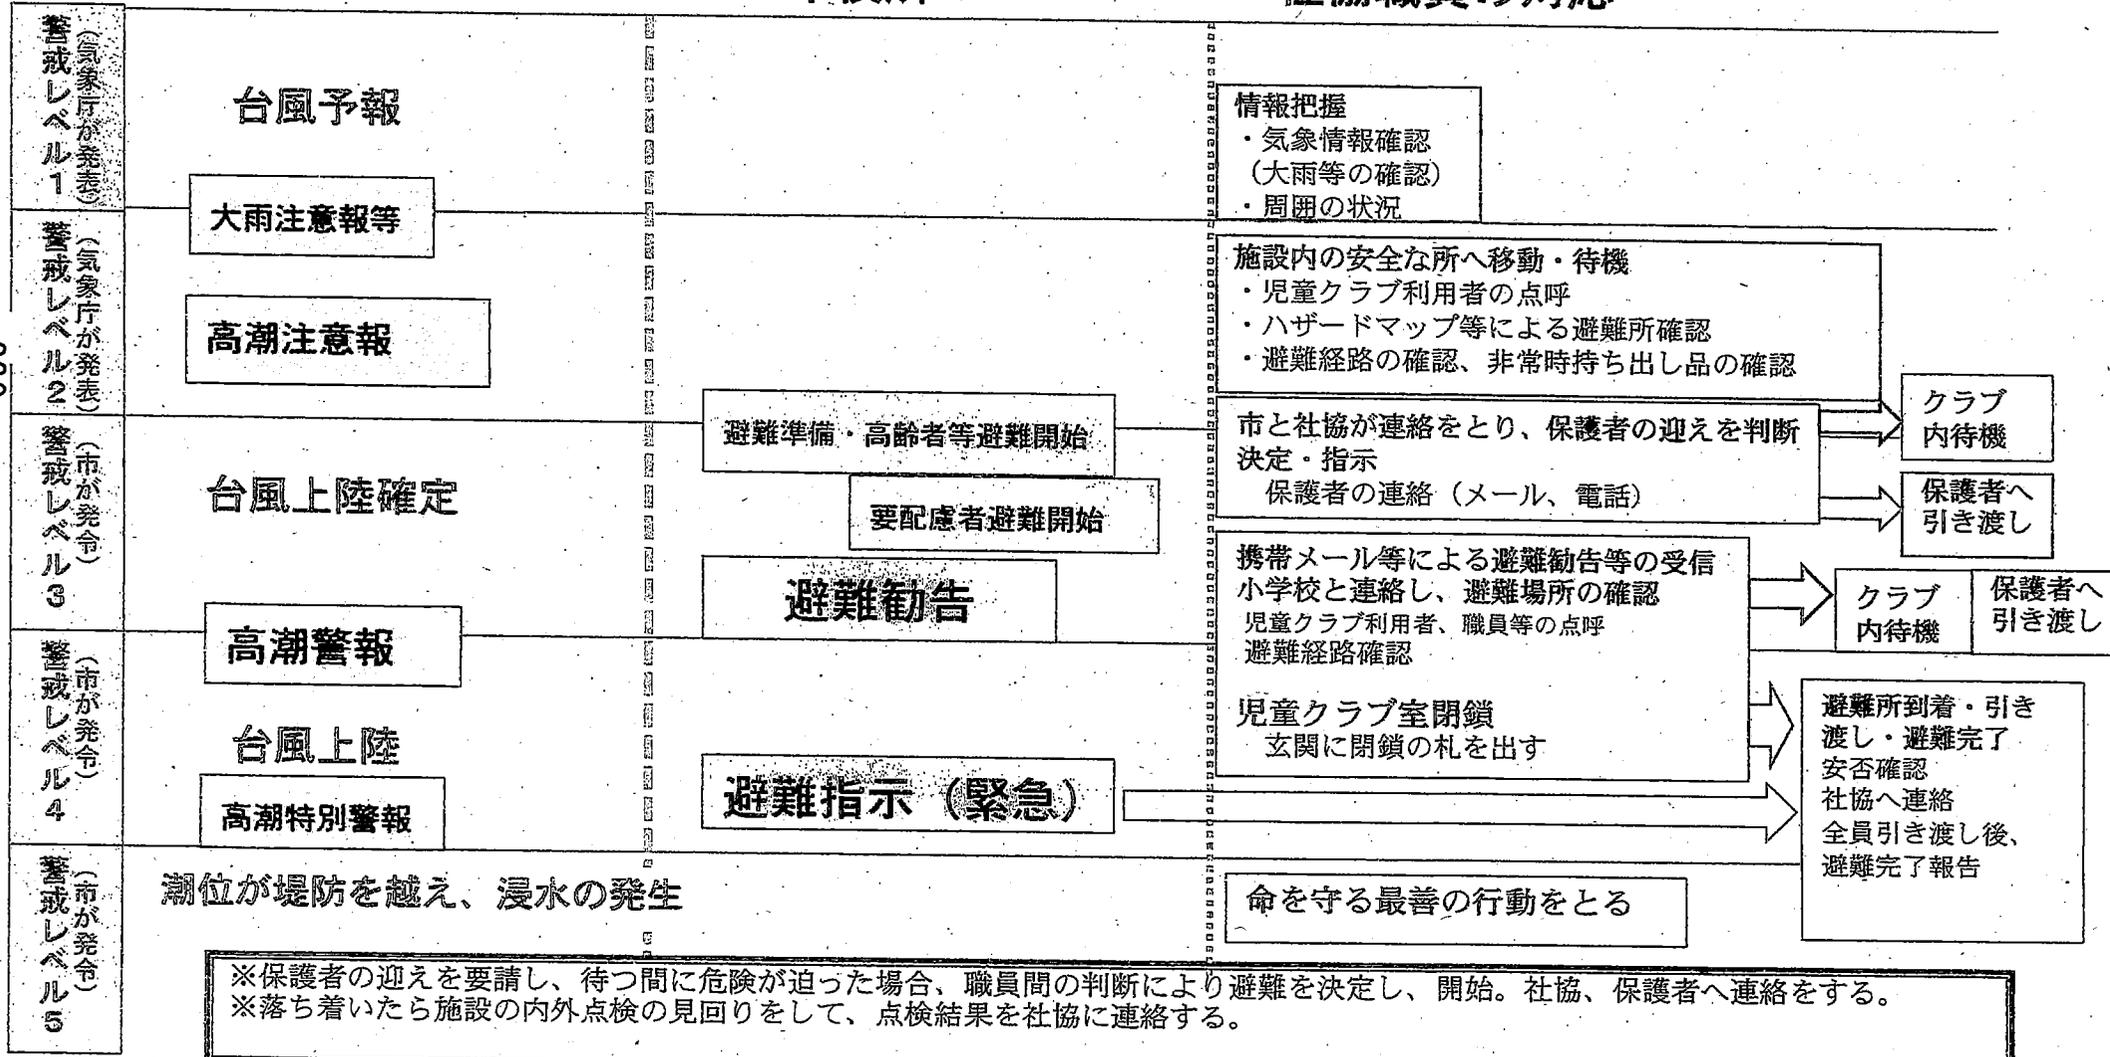 社協職員の対応
警戒レベル1
（気象庁が発表）
台風予報
大雨注意報等
情報把握
・気象情報確認
（大雨等の確認）
・周囲の状況
警戒レベル2
（気象庁が発表）
高潮注意報
施設内の安全な所へ移動・待機
・児童クラブ利用者の点呼
・ハザードマップ等による避難所確認
・避難経路の確認、非常時持ち出し品の確認
警戒レベル3
（市が発令）
台風上陸確定
避難準備・高齢者等避難開始
要配慮者避難開始
避難勧告
市と社協が連絡をとり、保護者の迎えを判断
決定・指示
保護者の連絡（メール、電話）
クラブ
内待機
保護者へ
引き渡し
高潮警報
携帯メール等による避難勧告等の受信
小学校と連絡し、避難場所の確認
児童クラブ利用者、職員等の点呼
避難経路確認
児童クラブ室閉鎖
玄関に閉鎖の札を出す
クラブ
内待機
保護者へ
引き渡し
警戒レベル4
（市が発令）
台風上陸
高潮特別警報
避難指示（緊急）
避難所到着・引き
渡し・避難完了
安否確認
社協へ連絡
全員引き渡し後、
避難完了報告
警戒レベル5
（市が発令）
潮位が堤防を越え、浸水の発生
命を守る最善の行動をとる
※保護者の迎えを要請し、待つ間に危険が迫った場合、職員間の判断により避難を決定し、開始。社協、保護者へ連絡をする。
※落ち着いたら施設の内外点検の見回りをして、点検結果を社協に連絡する。